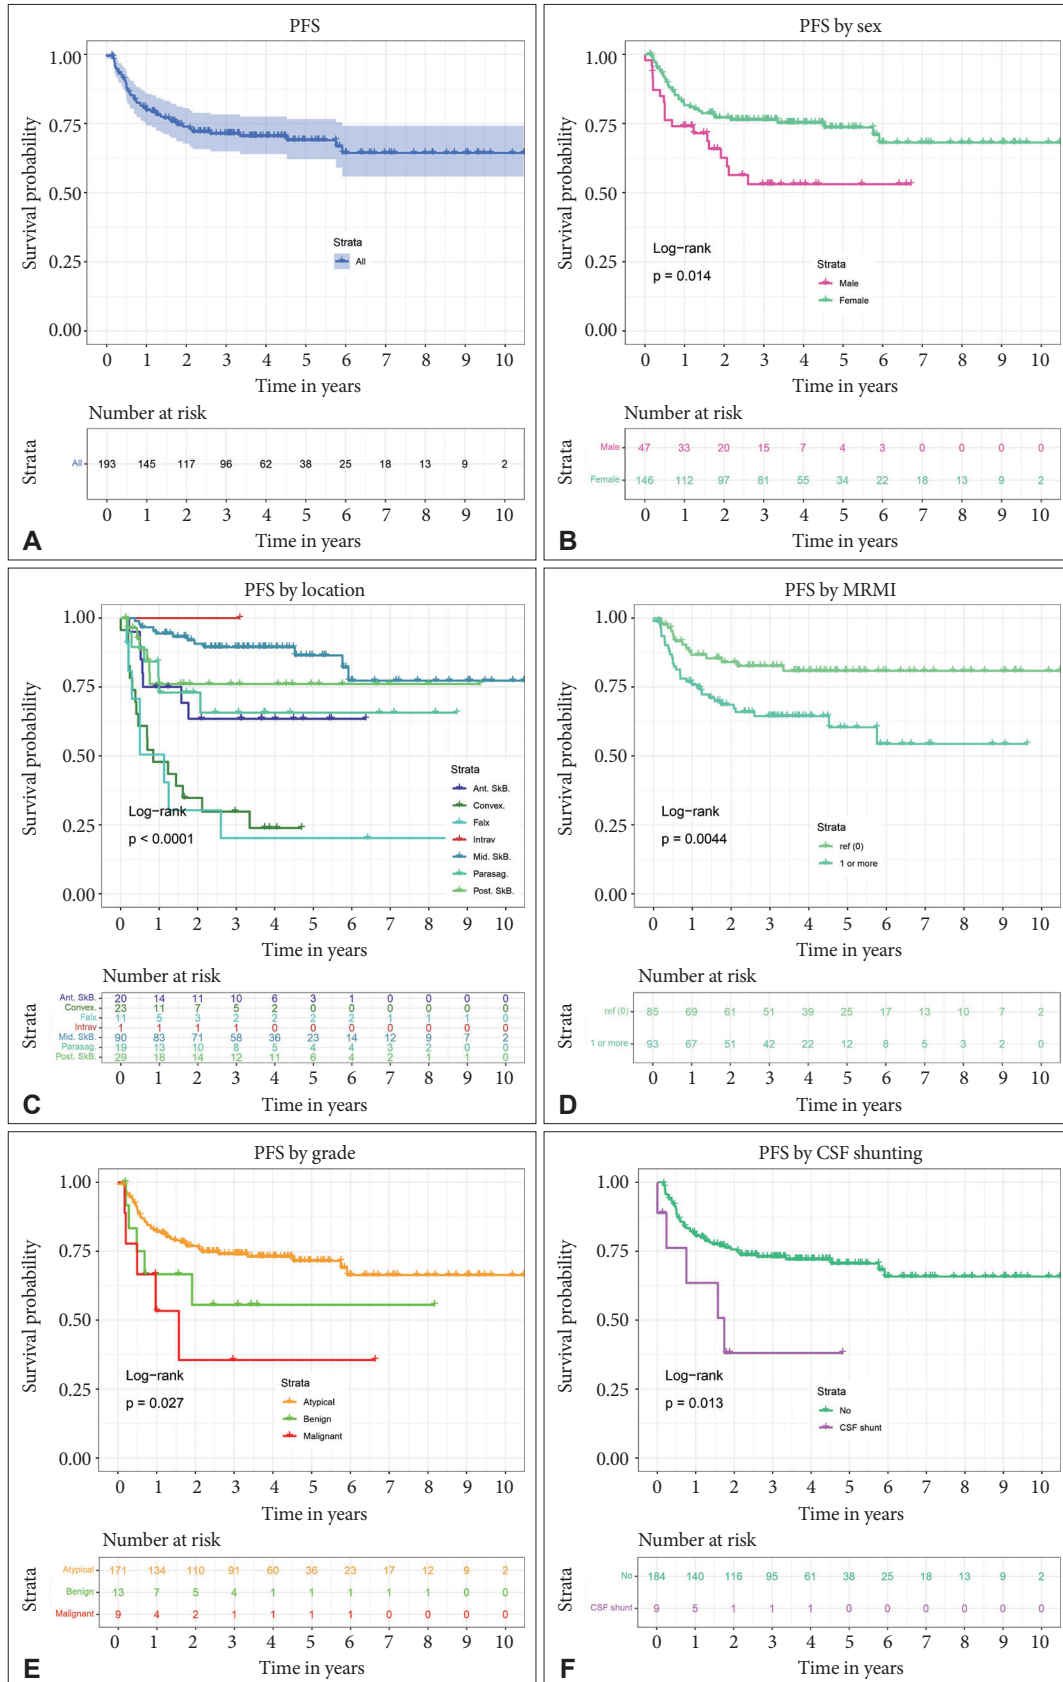 PFS
1.00
0.75
0.50
0.25
0.00
Survival probability
Strata
All
0 1 2 3 4 5 6 7 8 9 10
Time in years
Number at risk
Strata
All 193 145 117 96 62 38 25 18 13 9 2
Time in years
A
PFS by sex
1.00
0.75
0.50
0.25
0.00
Survival probability
Log-rank
p = 0.014
Strata
Male
Female
0 1 2 3 4 5 6 7 8 9 10
Time in years
Number at risk
Strata
Male 47 33 20 15 7 4 3 0 0 0 0
Female 146 112 97 81 55 34 22 18 13 9 2
Time in years
B
PFS by location
1.00
0.75
0.50
0.25
0.00
Survival probability
Log-rank
p < 0.0001
Strata
Ant. SkB.
Convex.
Falx
Intrav
Mid. SkB.
Parasag.
Post. SkB.
0 1 2 3 4 5 6 7 8 9 10
Time in years
Number at risk
Strata
Ant. SkB. 20 14 11 10 6 3 1 0 0 0 0
Convex. 23 11 7 5 2 0 0 0 0 0 0
Falx 11 5 3 2 2 2 2 1 1 1 0
Intrav 1 1 1 1 0 0 0 0 0 0 0
Mid. SkB. 90 83 71 58 36 23 14 12 9 7 2
Parasag. 19 13 10 8 5 4 4 3 2 0 0
Post. SkB. 29 18 14 12 11 6 4 2 1 1 0
0 1 2 3 4 5 6 7 8 9 10
Time in years
C
PFS by MRMI
1.00
0.75
0.50
0.25
0.00
Survival probability
Log-rank
p = 0.0044
Strata
ref (0)
1 or more
0 1 2 3 4 5 6 7 8 9 10
Time in years
Number at risk
Strata
ref (0) 85 69 61 51 39 25 17 13 10 7 2
1 or more 93 67 51 42 22 12 8 5 3 2 0
0 1 2 3 4 5 6 7 8 9 10
Time in years
D
PFS by grade
1.00
0.75
0.50
0.25
0.00
Survival probability
Log-rank
p = 0.027
Strata
Atypical
Benign
Malignant
0 1 2 3 4 5 6 7 8 9 10
Time in years
Number at risk
Strata
Atypical 171 134 110 91 60 36 23 17 12 9 2
Benign 13 7 5 4 1 1 1 1 1 0 0
Malignant 9 4 2 1 1 1 1 0 0 0 0
0 1 2 3 4 5 6 7 8 9 10
Time in years
E
PFS by CSF shunting
1.00
0.75
0.50
0.25
0.00
Survival probability
Log-rank
p = 0.013
Strata
No
CSF shunt
0 1 2 3 4 5 6 7 8 9 10
Time in years
Number at risk
Strata
No 184 140 116 95 61 38 25 18 13 9 2
CSF shunt 9 5 1 1 1 0 0 0 0 0 0
0 1 2 3 4 5 6 7 8 9 10
Time in years
F